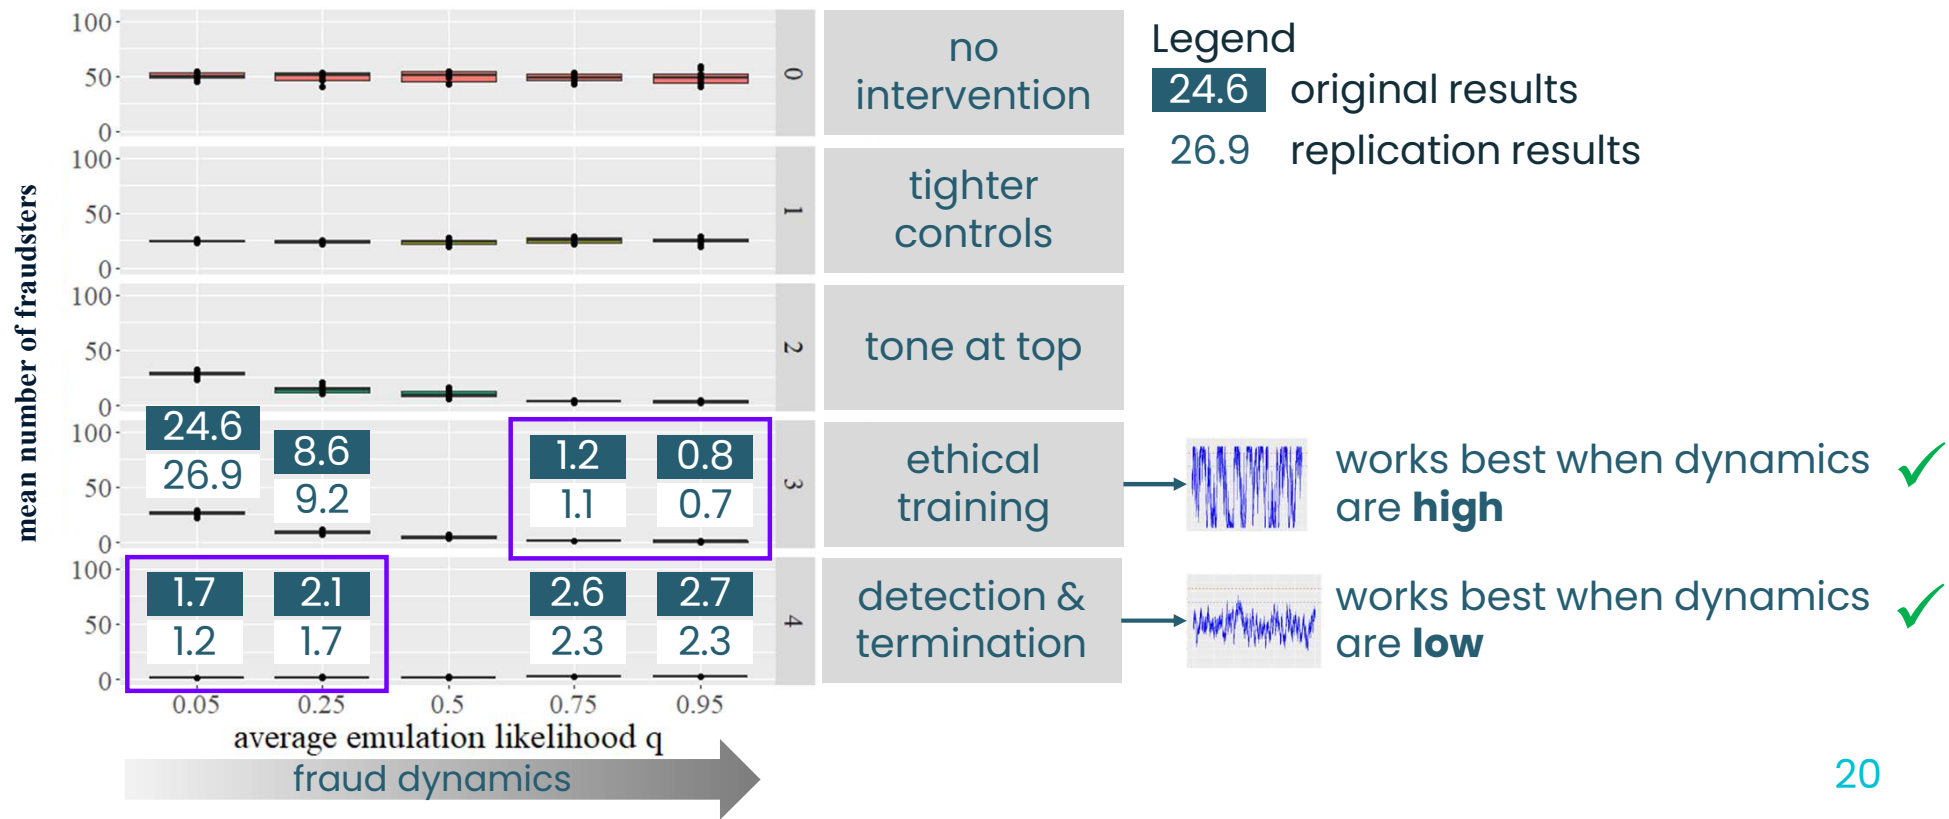 mean number of fraudsters
100
50
0
0
no
intervention
100
50
0
1
tighter
controls
100
50
0
2
tone at top
100
50
0
24.6
26.9
8.6
9.2
1.2
1.1
0.8
0.7
3
ethical
training
works best when dynamics
are high
100
50
0
1.7
1.2
2.1
1.7
2.6
2.3
2.7
2.3
4
detection &
termination
works best when dynamics
are low
0.05 0.25 0.5 0.75 0.95
average emulation likelihood q
fraud dynamics
Legend
24.6 original results
26.9 replication results
20